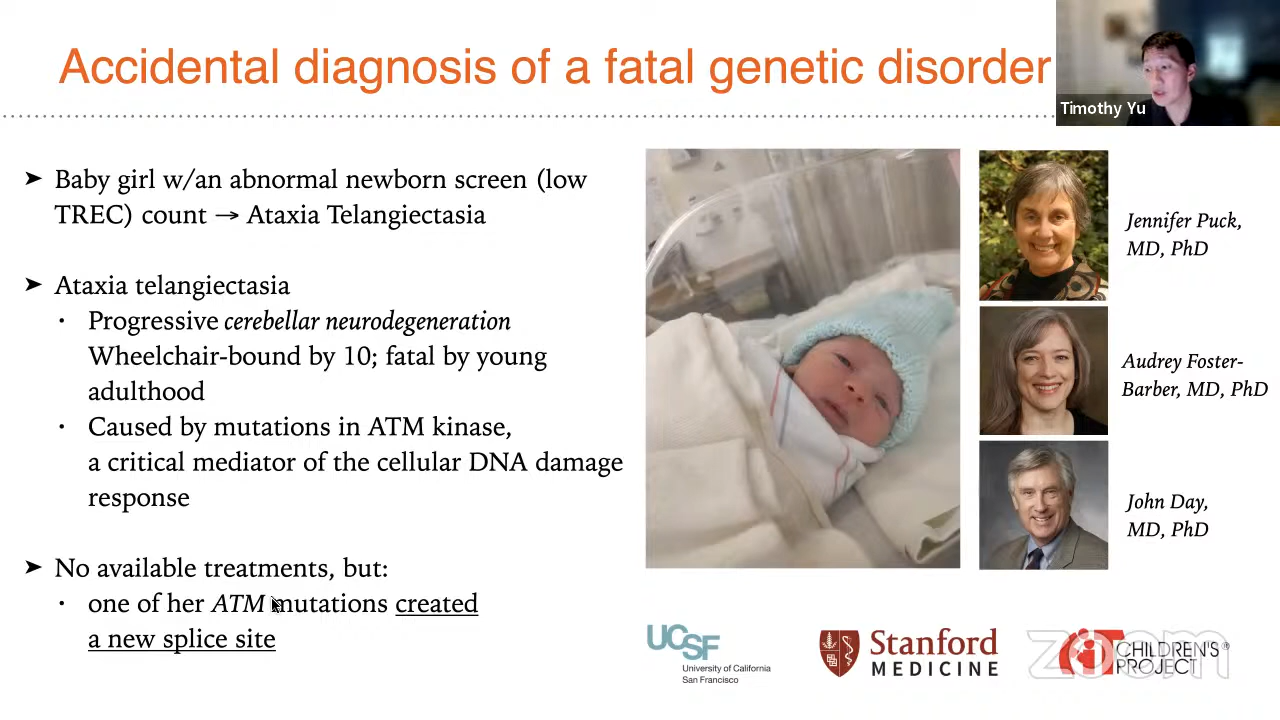 Accidental diagnosis of a fatal genetic disorder
Timothy Yu
➤ Baby girl w/an abnormal newborn screen (low
TREC) count → Ataxia Telangiectasia
➤ Ataxia telangiectasia
• Progressive cerebellar neurodegeneration
Wheelchair-bound by 10; fatal by young
adulthood
• Caused by mutations in ATM kinase,
a critical mediator of the cellular DNA damage
response
➤ No available treatments, but:
• one of her ATM mutations created
a new splice site
Jennifer Puck,
MD, PhD
Audrey Foster-
Barber, MD, PhD
John Day,
MD, PhD
UCSF
University of California
San Francisco
Stanford
MEDICINE
CHILDREN'S®
PROJECT
zoom